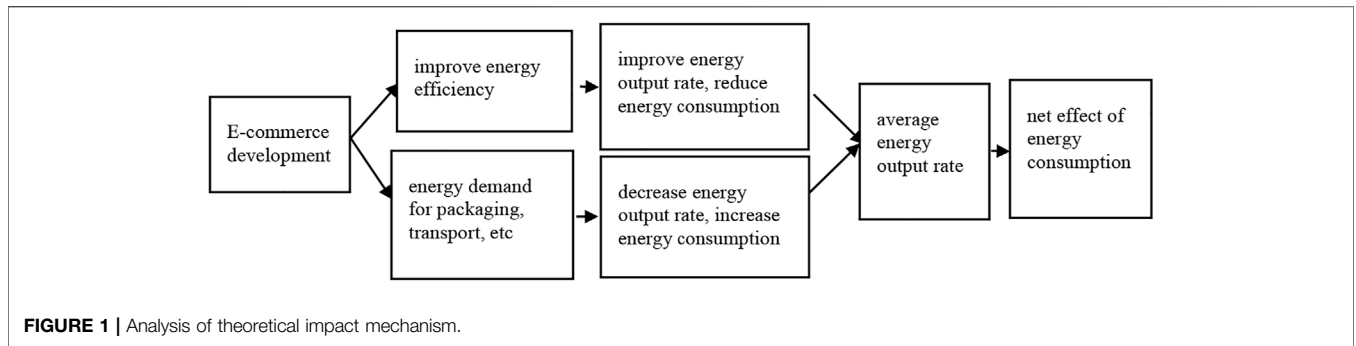 E-commerce
development
improve energy
efficiency
improve energy
output rate, reduce
energy consumption
energy demand
for packaging,
transport, etc
decrease energy
output rate, increase
energy consumption
average
energy
output rate
net effect of
energy
consumption
FIGURE 1 | Analysis of theoretical impact mechanism.